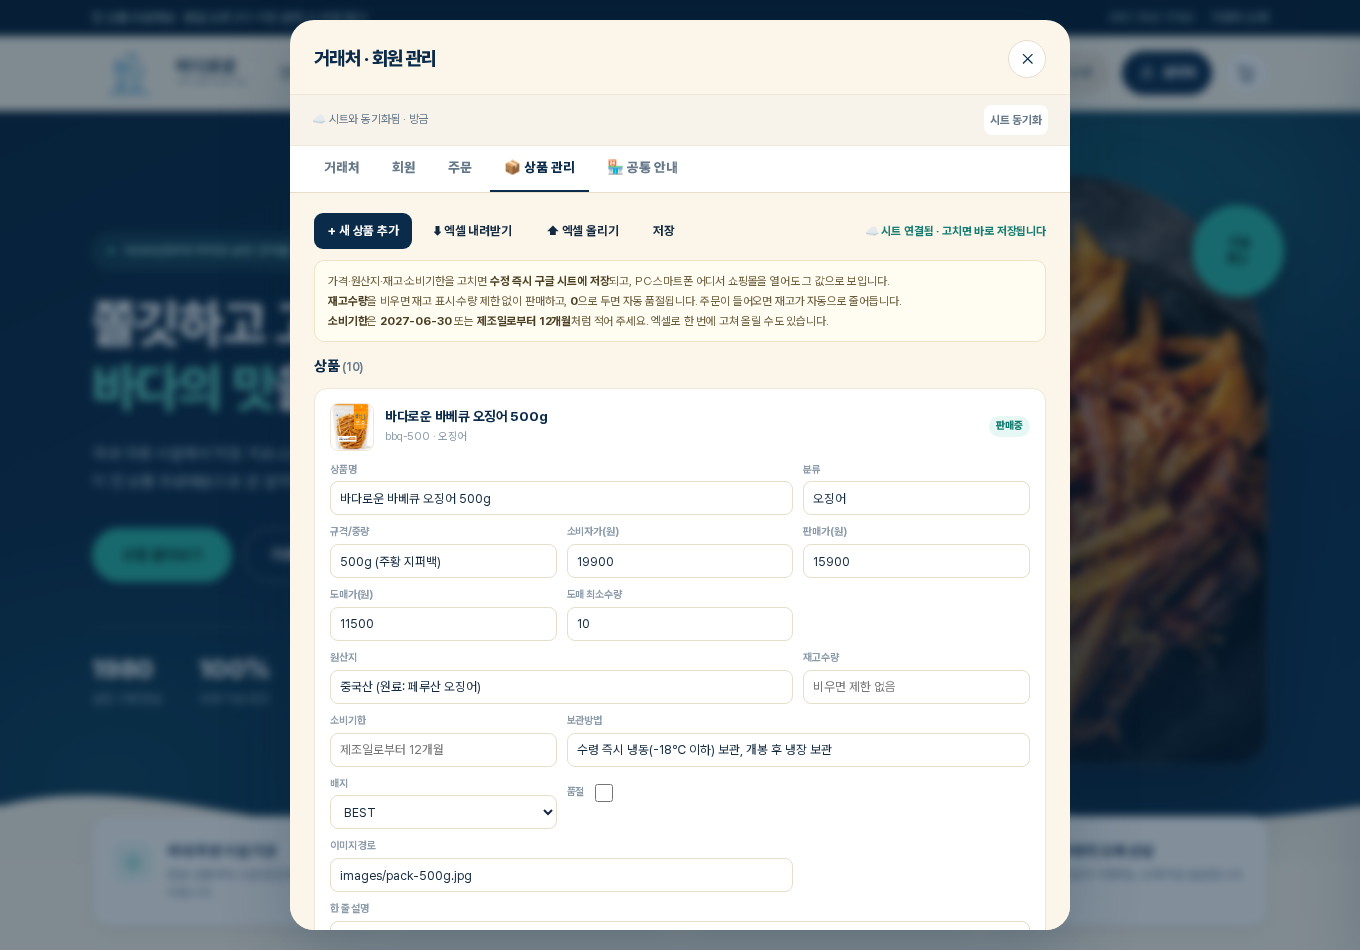 거래처 · 회원 관리
☁️ 시트와 동기화됨 · 방금
시트 동기화
거래처
회원
주문
📦 상품 관리
🏪 공통 안내
+ 새 상품 추가
⬇ 엑셀 내려받기
⬆ 엑셀 올리기
저장
☁️ 시트 연결됨 · 고치면 바로 저장됩니다
가격·원산지·재고·소비기한을 고치면 수정 즉시 구글 시트에 저장되고, PC·스마트폰 어디서 쇼핑몰을 열어도 그 값으로 보입니다.
재고수량을 비우면 재고 표시·수량 제한 없이 판매하고, 0으로 두면 자동 품절됩니다. 주문이 들어오면 재고가 자동으로 줄어듭니다.
소비기한은 2027-06-30 또는 제조일로부터 12개월처럼 적어 주세요. 엑셀로 한 번에 고쳐 올릴 수도 있습니다.
상품 (10)
바다로운 바베큐 오징어 500g
bbq-500 · 오징어
판매중
상품명
분류
바다로운 바베큐 오징어 500g
오징어
규격/중량
소비자가(원)
판매가(원)
500g (주황 지퍼백)
19900
15900
도매가(원)
도매 최소수량
11500
10
원산지
재고수량
중국산 (원료: 페루산 오징어)
비우면 제한 없음
소비기한
보관방법
제조일로부터 12개월
수령 즉시 냉동(-18℃ 이하) 보관, 개봉 후 냉장 보관
배지
품절
BEST
이미지경로
images/pack-500g.jpg
한 줄 설명
쫄깃하고
바다의 맛
1980
100%